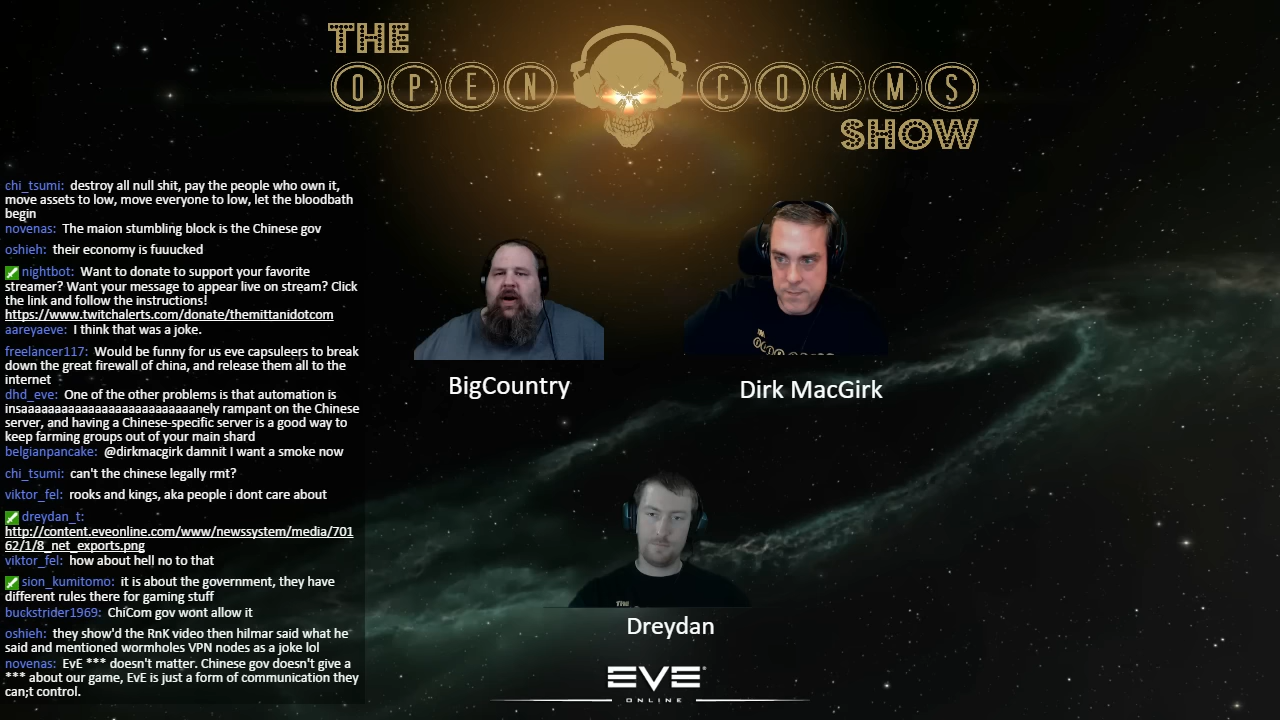 THE
OPEN COMMS
SHOW
chi_tsumi: destroy all null shit, pay the people who own it,
move assets to low, move everyone to low, let the bloodbath
begin
novenas: The maion stumbling block is the Chinese gov
oshieh: their economy is fuuucked
nightbot: Want to donate to support your favorite
streamer? Want your message to appear live on stream? Click
the link and follow the instructions!
https://www.twitchalerts.com/donate/themittanidotcom
aareyaeve: I think that was a joke.
freelancer117: Would be funny for us eve capsuleers to break
down the great firewall of china, and release them all to the
internet
dhd_eve: One of the other problems is that automation is
insaaaaaaaaaaaaaaaaaaaaaaaaaanely rampant on the Chinese
server, and having a Chinese-specific server is a good way to
keep farming groups out of your main shard
belgianpancake: @dirkmacgirk damnit I want a smoke now
chi_tsumi: can't the chinese legally rmt?
viktor_fel: rooks and kings, aka people i dont care about
dreydan_t:
http://content.eveonline.com/www/newssystem/media/701
62/1/8_net_exports.png
viktor_fel: how about hell no to that
sion_kumitomo: it is about the government, they have
different rules there for gaming stuff
buckstrider1969: ChiCom gov wont allow it
oshieh: they show'd the RnK video then hilmar said what he
said and mentioned wormholes VPN nodes as a joke lol
novenas: EvE *** doesn't matter. Chinese gov doesn't give a
*** about our game, EvE is just a form of communication they
can;t control.
BigCountry
Dirk MacGirk
THE
Dreydan
EVE
ONLINE